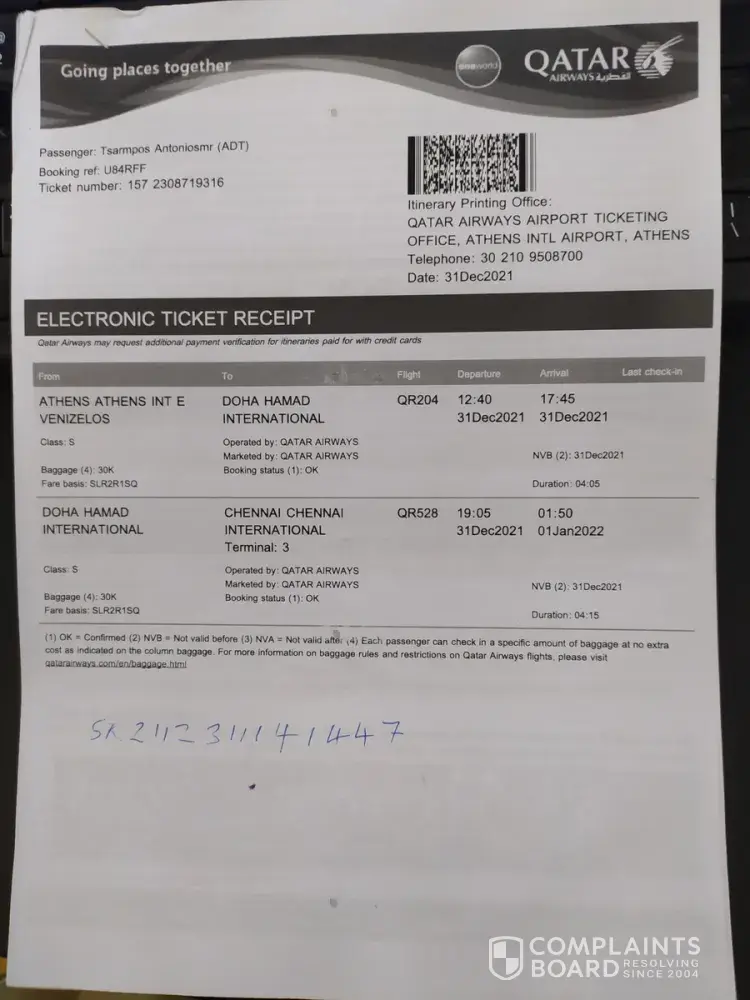 Going places together
oneworld
QATAR
AIRWAYS القطرية
Passenger: Tsarmpos Antoniosmr (ADT)
Booking ref: U84RFF
Ticket number: 157 2308719316
Itinerary Printing Office:
QATAR AIRWAYS AIRPORT TICKETING
OFFICE, ATHENS INTL AIRPORT, ATHENS
Telephone: 30 210 9508700
Date: 31Dec2021
ELECTRONIC TICKET RECEIPT
Qatar Airways may request additional payment verification for itineraries paid for with credit cards
From To Flight Departure Arrival Last check-in
ATHENS ATHENS INT E DOHA HAMAD QR204 12:40 17:45
VENIZELOS INTERNATIONAL 31Dec2021 31Dec2021
Class: S Operated by: QATAR AIRWAYS
Marketed by: QATAR AIRWAYS NVB (2): 31Dec2021
Baggage (4): 30K Booking status (1): OK
Fare basis: SLR2R1SQ Duration: 04:05
DOHA HAMAD CHENNAI CHENNAI QR528 19:05 01:50
INTERNATIONAL INTERNATIONAL 31Dec2021 01Jan2022
Terminal: 3
Class: S Operated by: QATAR AIRWAYS
Marketed by: QATAR AIRWAYS NVB (2): 31Dec2021
Baggage (4): 30K Booking status (1): OK
Fare basis: SLR2R1SQ Duration: 04:15
(1) OK = Confirmed (2) NVB = Not valid before (3) NVA = Not valid after (4) Each passenger can check in a specific amount of baggage at no extra
cost as indicated on the column baggage. For more information on baggage rules and restrictions on Qatar Airways flights, please visit
qatarairways.com/en/baggage.html
COMPLAINTS
BOARD RESOLVING
SINCE 2004